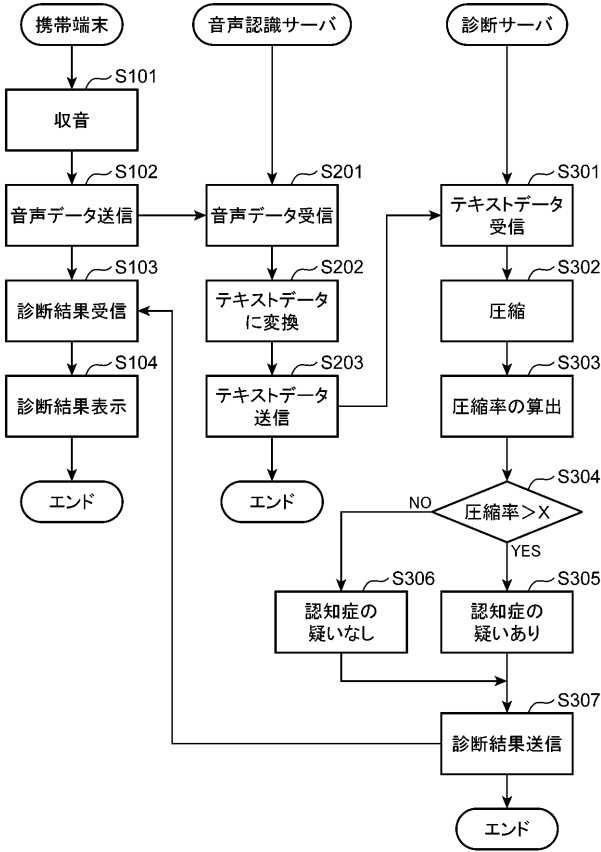 携帯端末
S101
収音
S102
音声データ送信
S103
診断結果受信
S104
診断結果表示
エンド
音声認識サーバ
S201
音声データ受信
S202
テキストデータ
に変換
S203
テキストデータ
送信
エンド
診断サーバ
S301
テキストデータ
受信
S302
圧縮
S303
圧縮率の算出
S304
圧縮率＞X
NO
YES
S306
認知症の
疑いなし
S305
認知症の
疑いあり
S307
診断結果送信
エンド